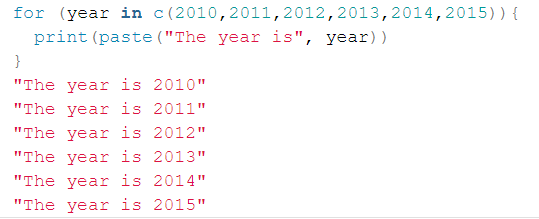 for (year in c(2010,2011,2012,2013,2014,2015)){
  print(paste("The year is", year))
}
"The year is 2010"
"The year is 2011"
"The year is 2012"
"The year is 2013"
"The year is 2014"
"The year is 2015"